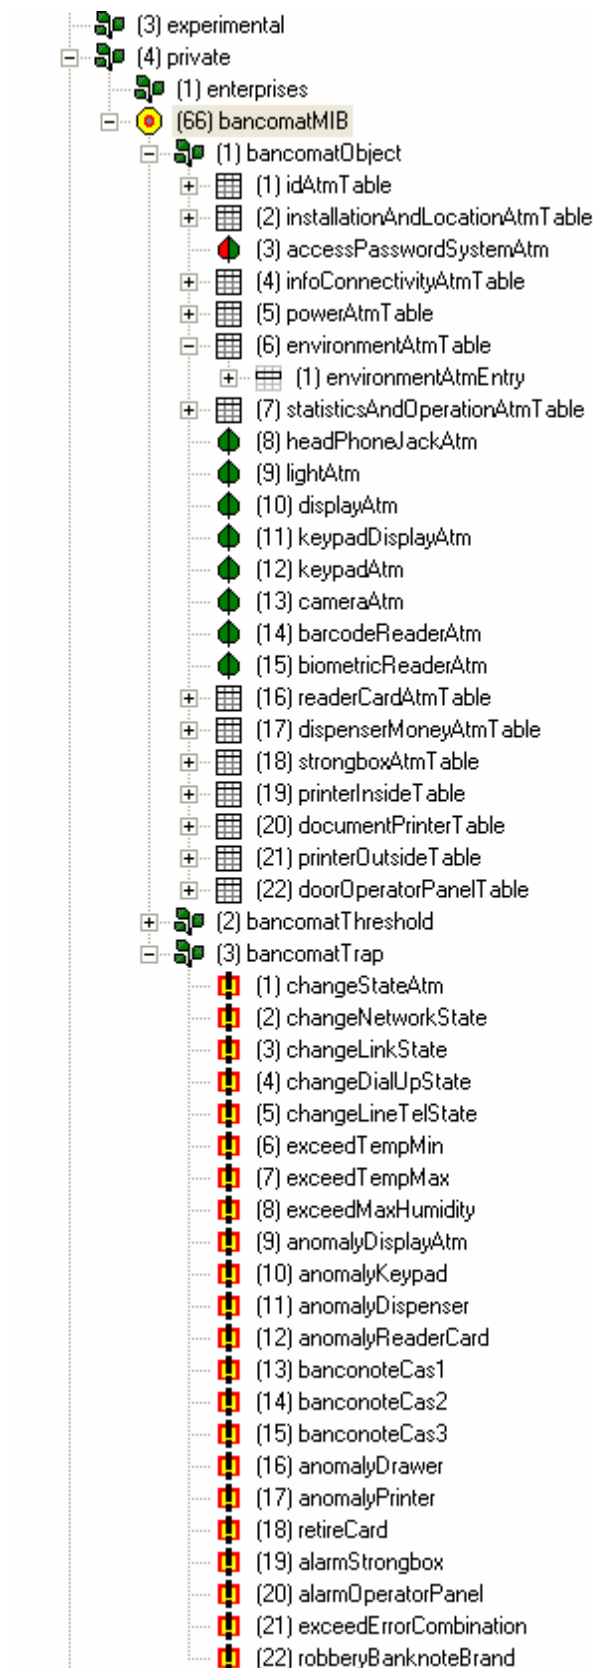 (3) experimental
(4) private
(1) enterprises
(66) bancomatMIB
(1) bancomatObject
(1) idAtmTable
(2) installationAndLocationAtmTable
(3) accessPasswordSystemAtm
(4) infoConnectivityAtmTable
(5) powerAtmTable
(6) environmentAtmTable
(1) environmentAtmEntry
(7) statisticsAndOperationAtmTable
(8) headPhoneJackAtm
(9) lightAtm
(10) displayAtm
(11) keypadDisplayAtm
(12) keypadAtm
(13) cameraAtm
(14) barcodeReaderAtm
(15) biometricReaderAtm
(16) readerCardAtmTable
(17) dispenserMoneyAtmTable
(18) strongboxAtmTable
(19) printerInsideTable
(20) documentPrinterTable
(21) printerOutsideTable
(22) doorOperatorPanelTable
(2) bancomatThreshold
(3) bancomatTrap
(1) changeStateAtm
(2) changeNetworkState
(3) changeLinkState
(4) changeDialUpState
(5) changeLineTelState
(6) exceedTempMin
(7) exceedTempMax
(8) exceedMaxHumidity
(9) anomalyDisplayAtm
(10) anomalyKeypad
(11) anomalyDispenser
(12) anomalyReaderCard
(13) banconoteCas1
(14) banconoteCas2
(15) banconoteCas3
(16) anomalyDrawer
(17) anomalyPrinter
(18) retireCard
(19) alarmStrongbox
(20) alarmOperatorPanel
(21) exceedErrorCombination
(22) robberyBanknoteBrand